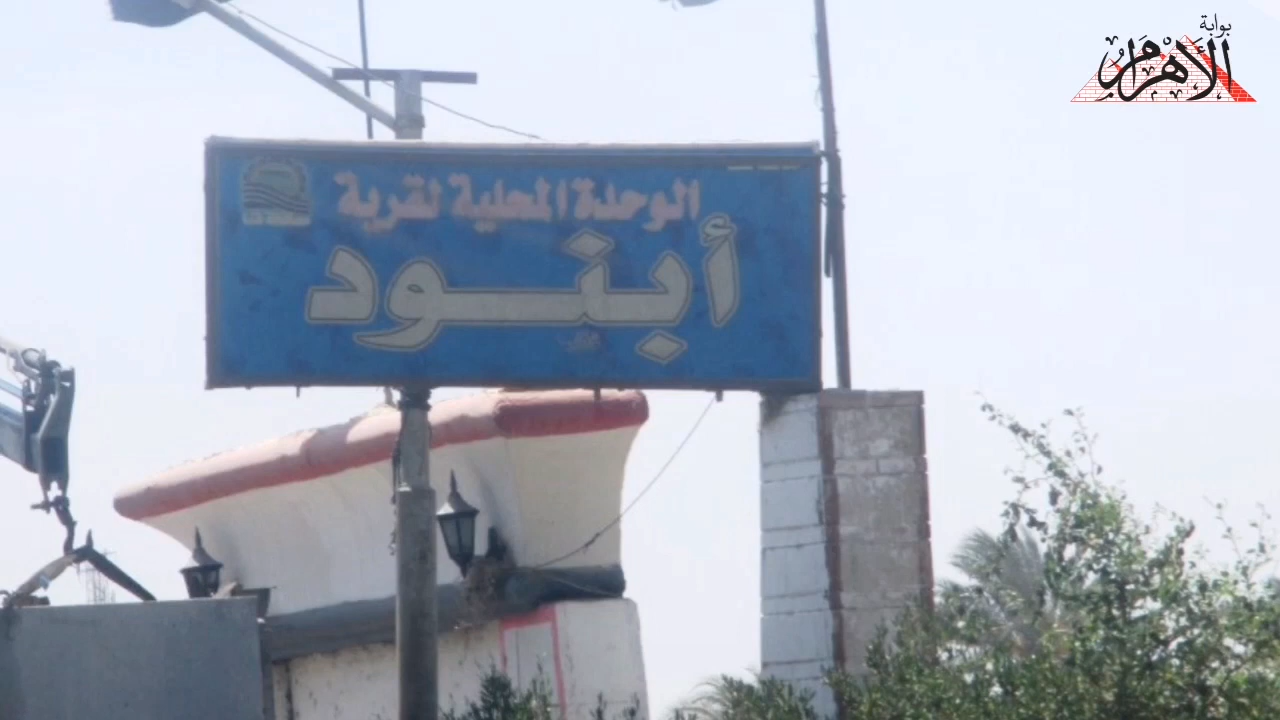 بوابة
الأهرام
الوحدة المحلية لقرية
أبنود